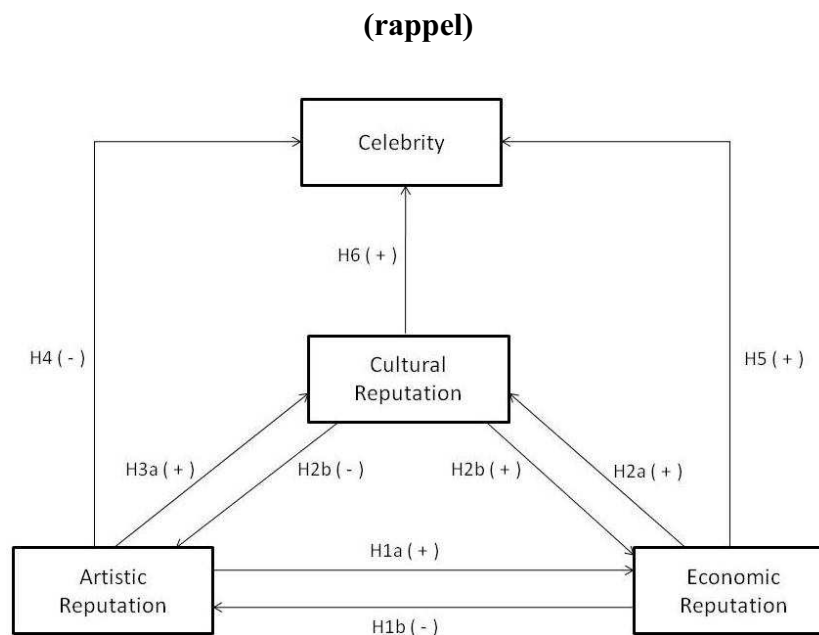 (rappel)
Celebrity
H6 ( + )
H4 ( - )
H5 ( + )
Cultural
Reputation
H3a ( + )
H2b ( - )
H2b ( + )
H2a ( + )
H1a ( + )
Artistic
Reputation
Economic
Reputation
H1b ( - )